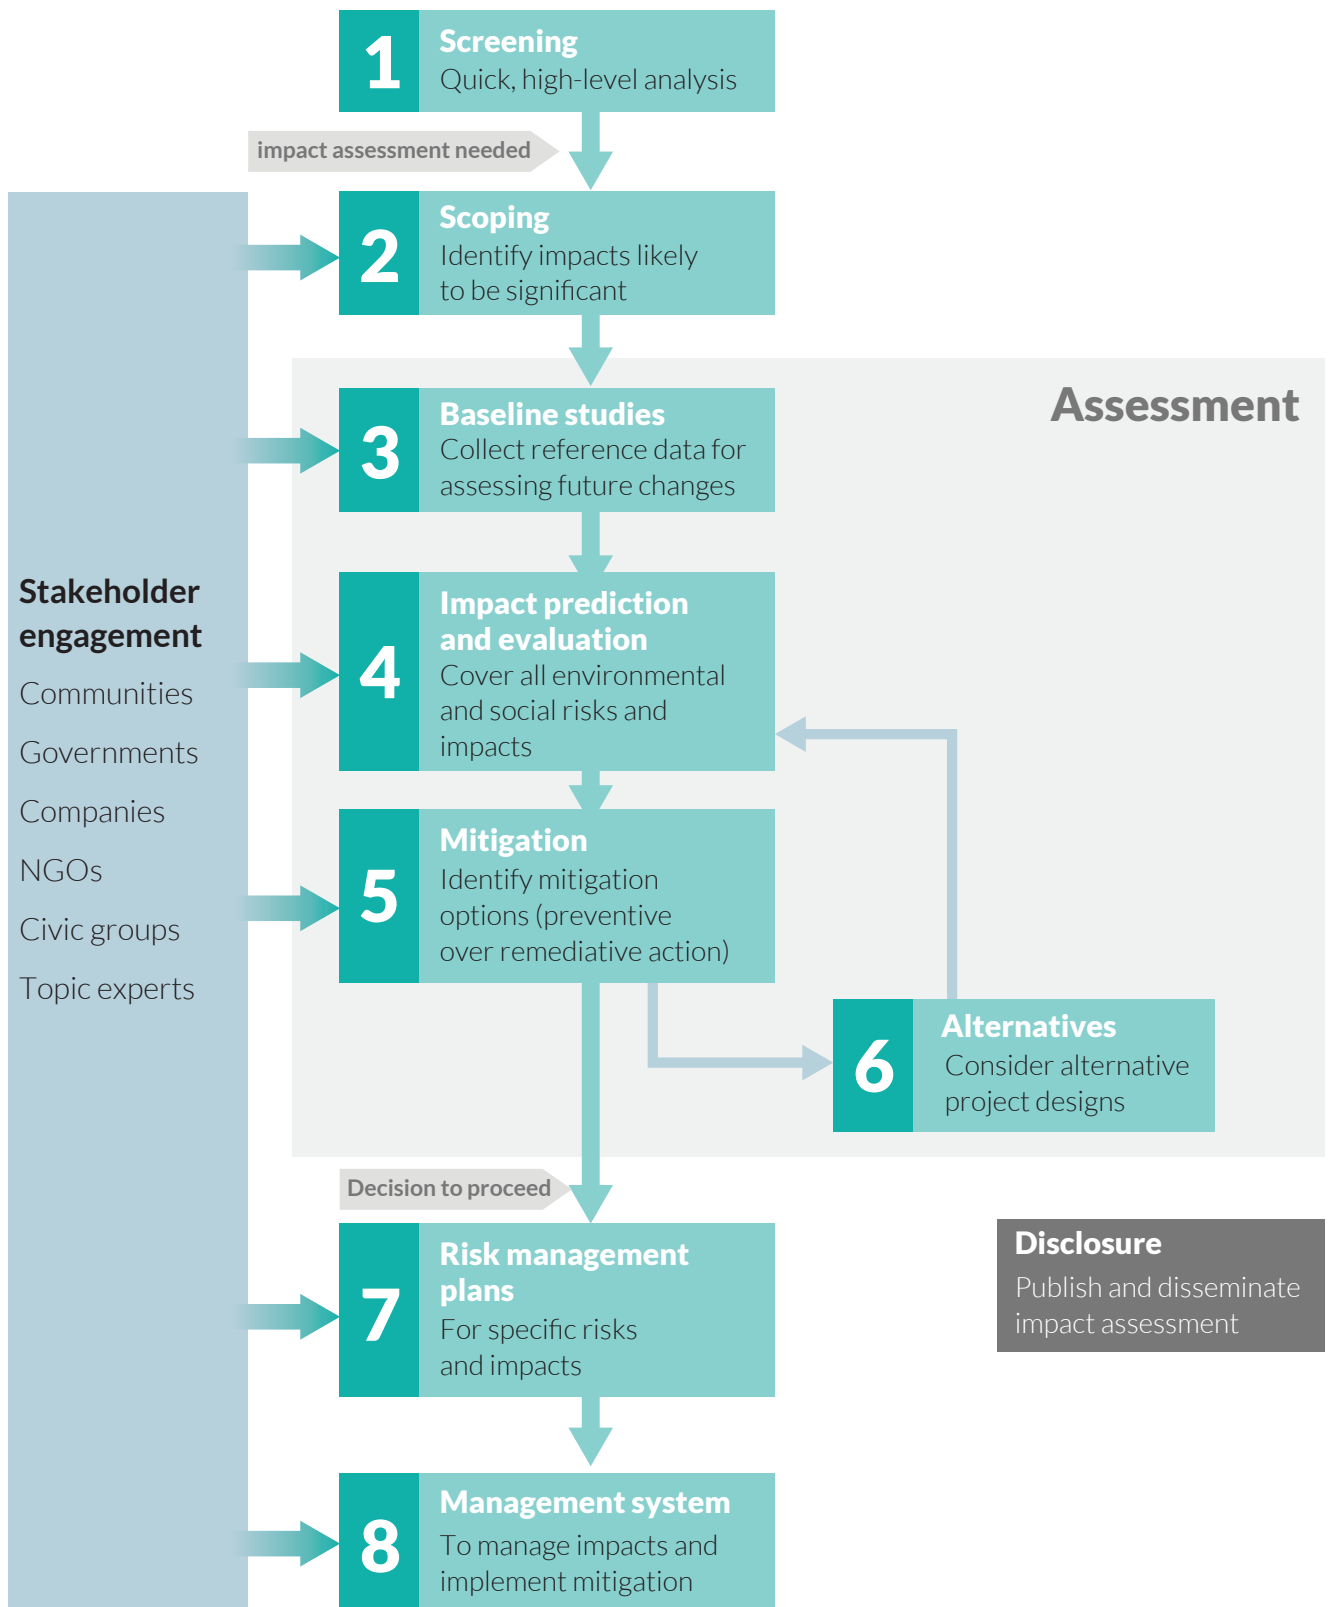 1
Screening
Quick, high-level analysis
impact assessment needed
2
Scoping
Identify impacts likely
to be significant
Assessment
3
Baseline studies
Collect reference data for
assessing future changes
Stakeholder
engagement
Communities
Governments
Companies
NGOs
Civic groups
Topic experts
4
Impact prediction
and evaluation
Cover all environmental
and social risks and
impacts
5
Mitigation
Identify mitigation
options (preventive
over remediative action)
6
Alternatives
Consider alternative
project designs
Decision to proceed
7
Risk management
plans
For specific risks
and impacts
Disclosure
Publish and disseminate
impact assessment
8
Management system
To manage impacts and
implement mitigation